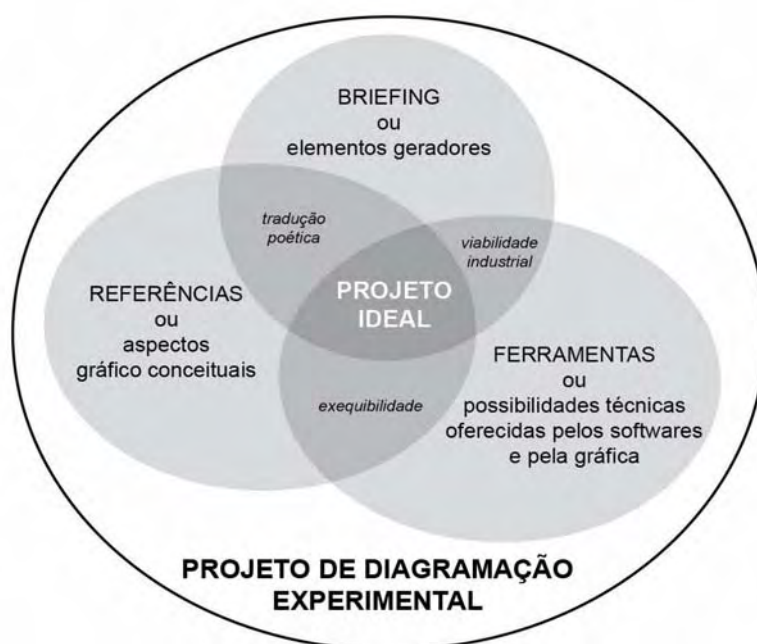 BRIEFING
ou
elementos geradores
tradução
poética
viabilidade
industrial
REFERÊNCIAS
ou
aspectos
gráfico conceituais
PROJETO
IDEAL
FERRAMENTAS
ou
possibilidades técnicas
oferecidas pelos softwares
e pela gráfica
exequibilidade
PROJETO DE DIAGRAMAÇÃO
EXPERIMENTAL